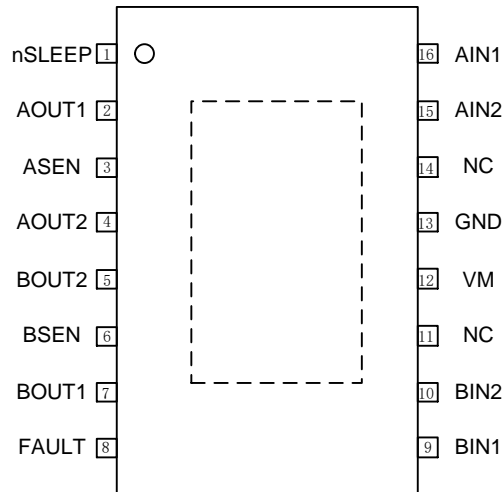 nSLEEP 1 16 AIN1
AOUT1 2 15 AIN2
ASEN 3 14 NC
AOUT2 4 13 GND
BOUT2 5 12 VM
BSEN 6 11 NC
BOUT1 7 10 BIN2
FAULT 8 9 BIN1